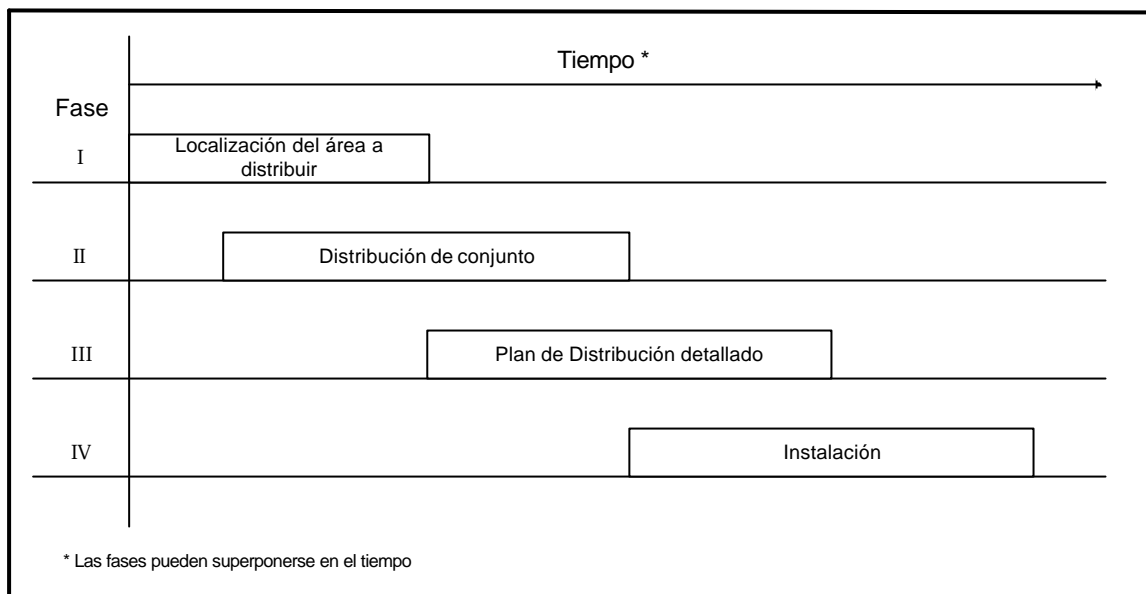 Tiempo *
Fase
I
Localización del área a
distribuir
II
Distribución de conjunto
III
Plan de Distribución detallado
IV
Instalación
* Las fases pueden superponerse en el tiempo